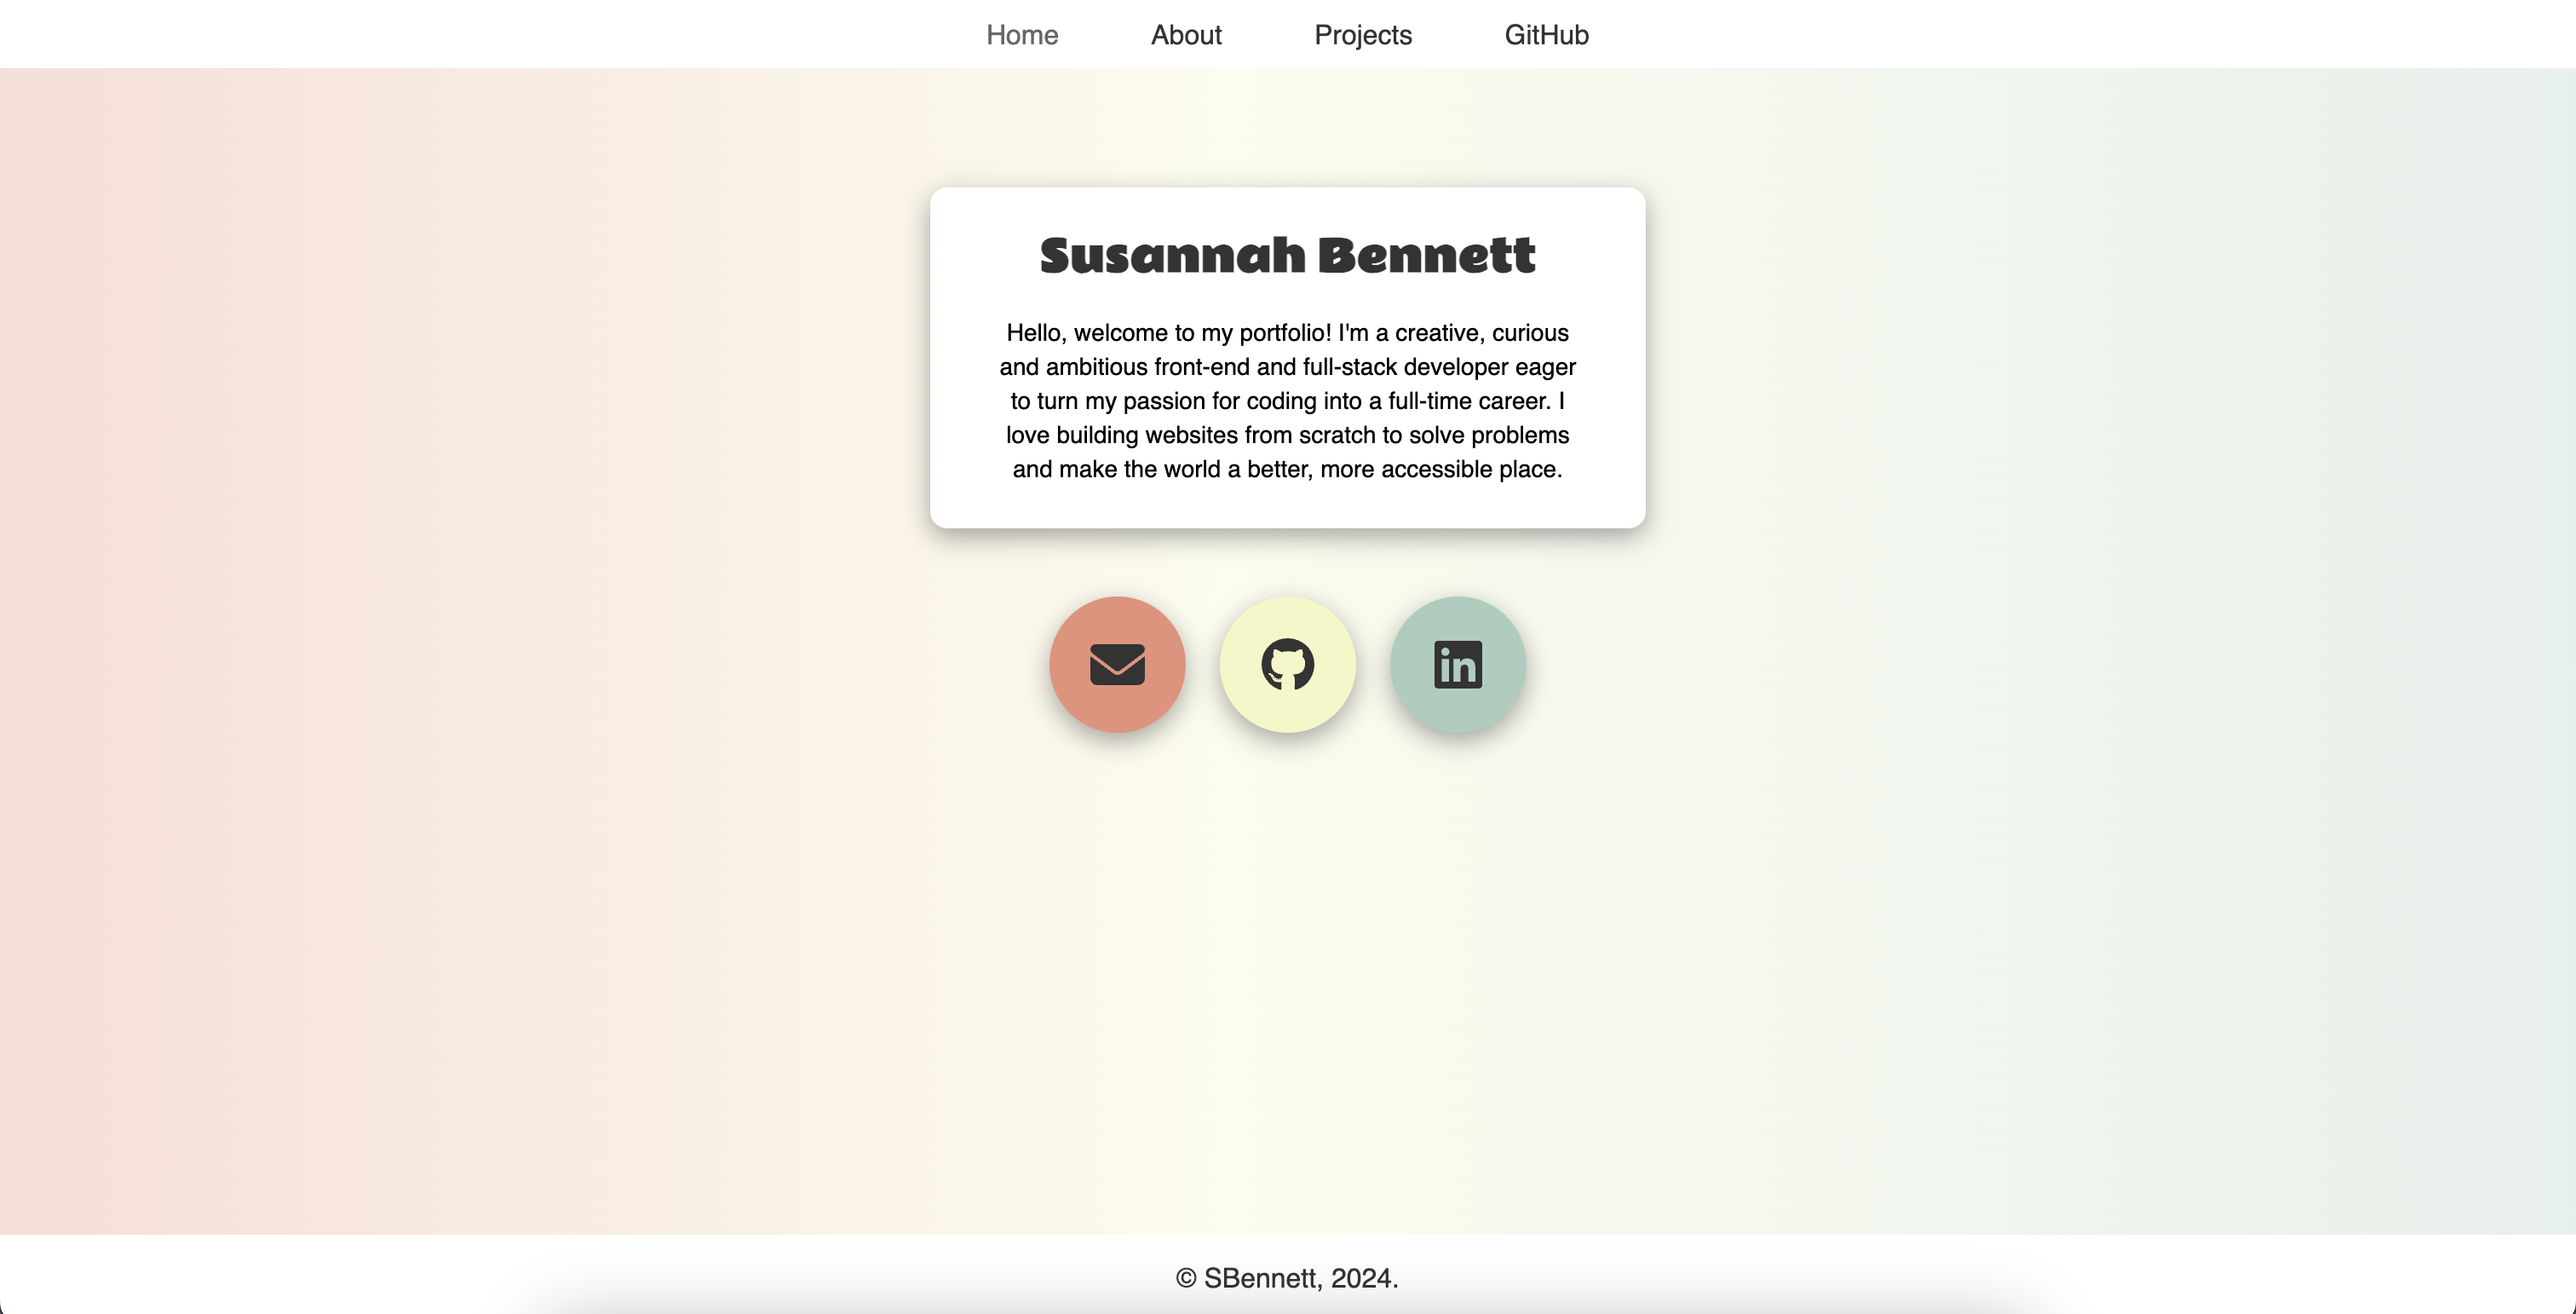 Home About Projects GitHub
Susannah Bennett
Hello, welcome to my portfolio! I'm a creative, curious
and ambitious front-end and full-stack developer eager
to turn my passion for coding into a full-time career. I
love building websites from scratch to solve problems
and make the world a better, more accessible place.
in
© SBennett, 2024.